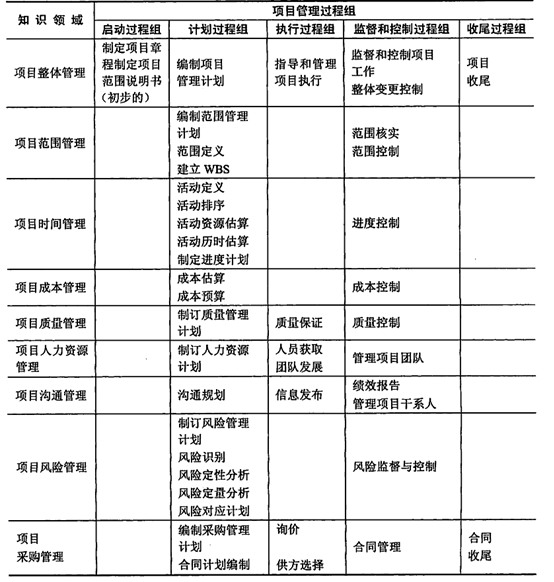 知识领域
项目管理过程组
启动过程组
计划过程组
执行过程组
监督和控制过程组
收尾过程组
项目整体管理
制定项目章
程制定项目
范围说明书
（初步的）
编制项目
管理计划
指导和管理
项目执行
监督和控制项目
工作
整体变更控制
项目
收尾
项目范围管理
编制范围管理
计划
范围定义
建立 WBS
范围核实
范围控制
项目时间管理
活动定义
活动排序
活动资源估算
活动历时估算
制定进度计划
进度控制
项目成本管理
成本估算
成本预算
成本控制
项目质量管理
制订质量管理
计划
质量保证
质量控制
项目人力资源
管理
制订人力资源
计划
人员获取
团队发展
管理项目团队
项目沟通管理
沟通规划
信息发布
绩效报告
管理项目干系人
项目风险管理
制订风险管理
计划
风险识别
风险定性分析
风险定量分析
风险对应计划
风险监督与控制
项目
采购管理
编制采购管理
计划
合同计划编制
询价
供方选择
合同管理
合同
收尾